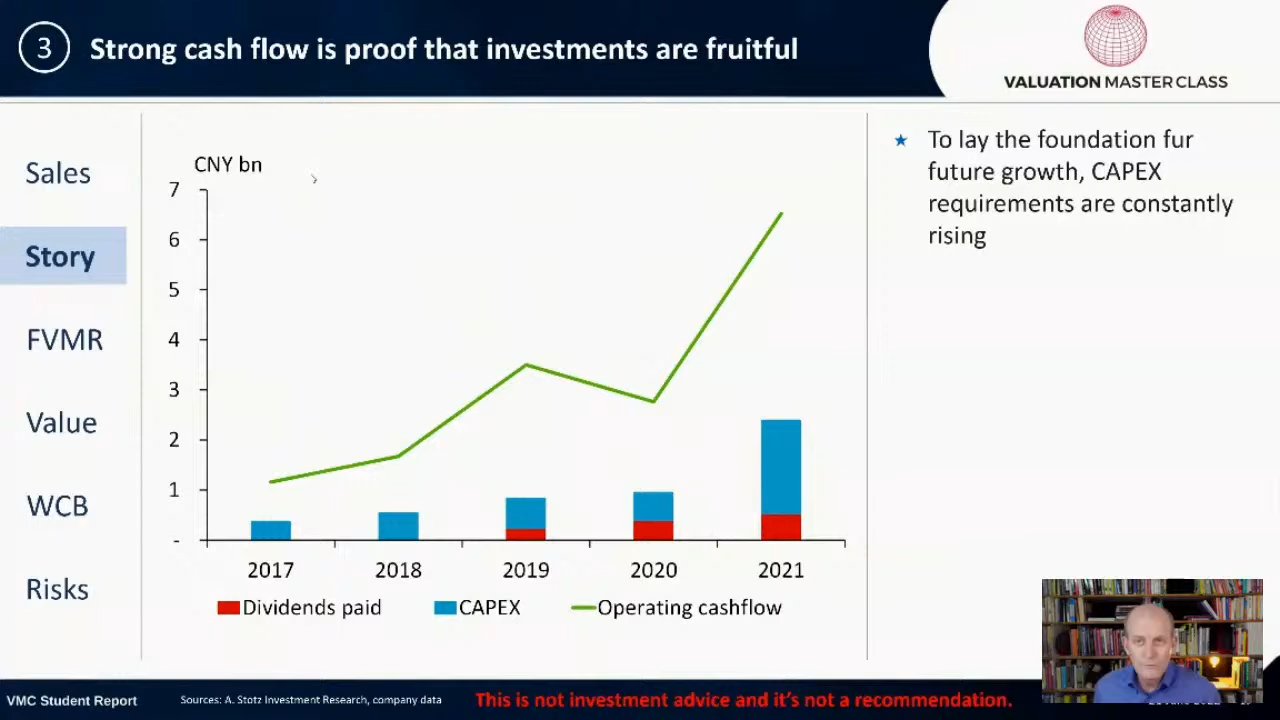 3
Strong cash flow is proof that investments are fruitful
VALUATION MASTER CLASS
Sales
Story
FVMR
Value
WCB
Risks
CNY bn
7
6
5
4
3
2
1
-
2017 2018 2019 2020 2021
Dividends paid CAPEX Operating cashflow
To lay the foundation fur
future growth, CAPEX
requirements are constantly
rising
VMC Student Report
Sources: A. Stotz Investment Research, company data
This is not investment advice and it's not a recommendation.